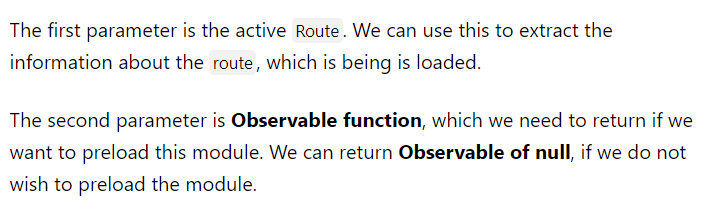 The first parameter is the active Route. We can use this to extract the
information about the route, which is being is loaded.
The second parameter is Observable function, which we need to return if we
want to preload this module. We can return Observable of null, if we do not
wish to preload the module.